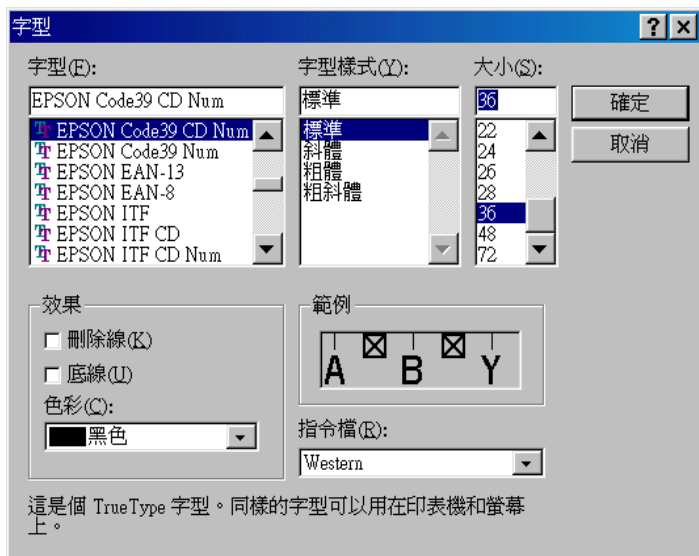 字型
字型(F):
字型樣式(Y):
大小(S):
EPSON Code39 CD Num
標準
36
確定
取消
EPSON Code39 CD Num
EPSON Code39 Num
EPSON EAN-13
EPSON EAN-8
EPSON ITF
EPSON ITF CD
EPSON ITF CD Num
標準
斜體
粗體
粗斜體
22
24
26
28
36
48
72
效果
刪除線(K)
底線(U)
色彩(C):
黑色
範例
A B Y
指令檔(R):
Western
這是個 TrueType 字型。同樣的字型可以用在印表機和螢幕
上。